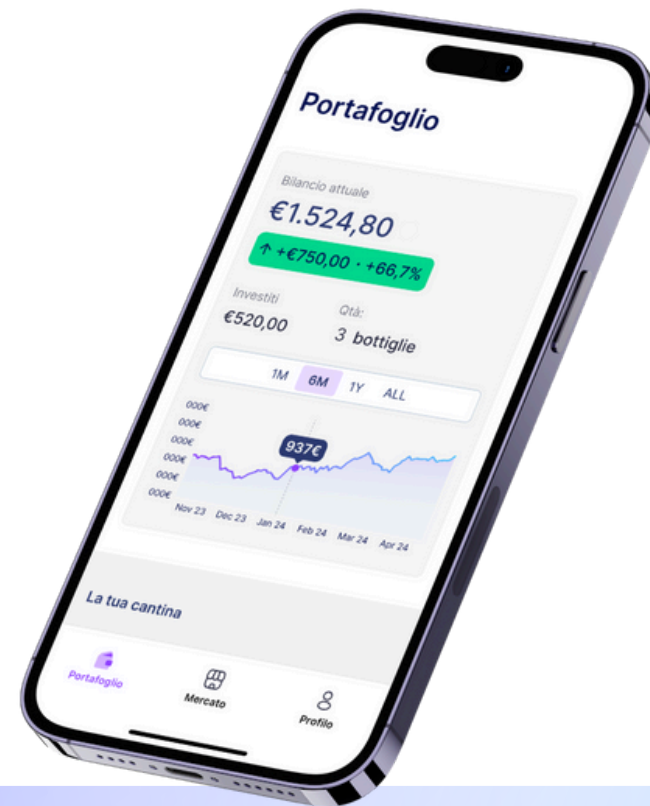 Portafoglio
Bilancio attuale
€1.524,80
↑ +€750,00 · +66,7%
Investiti Qtà:
€520,00 3 bottiglie
1M 6M 1Y ALL
000€
000€
000€
937€
000€
000€
000€
Nov 23 Dec 23 Jan 24 Feb 24 Mar 24 Apr 24
La tua cantina
Portafoglio Mercato Profilo